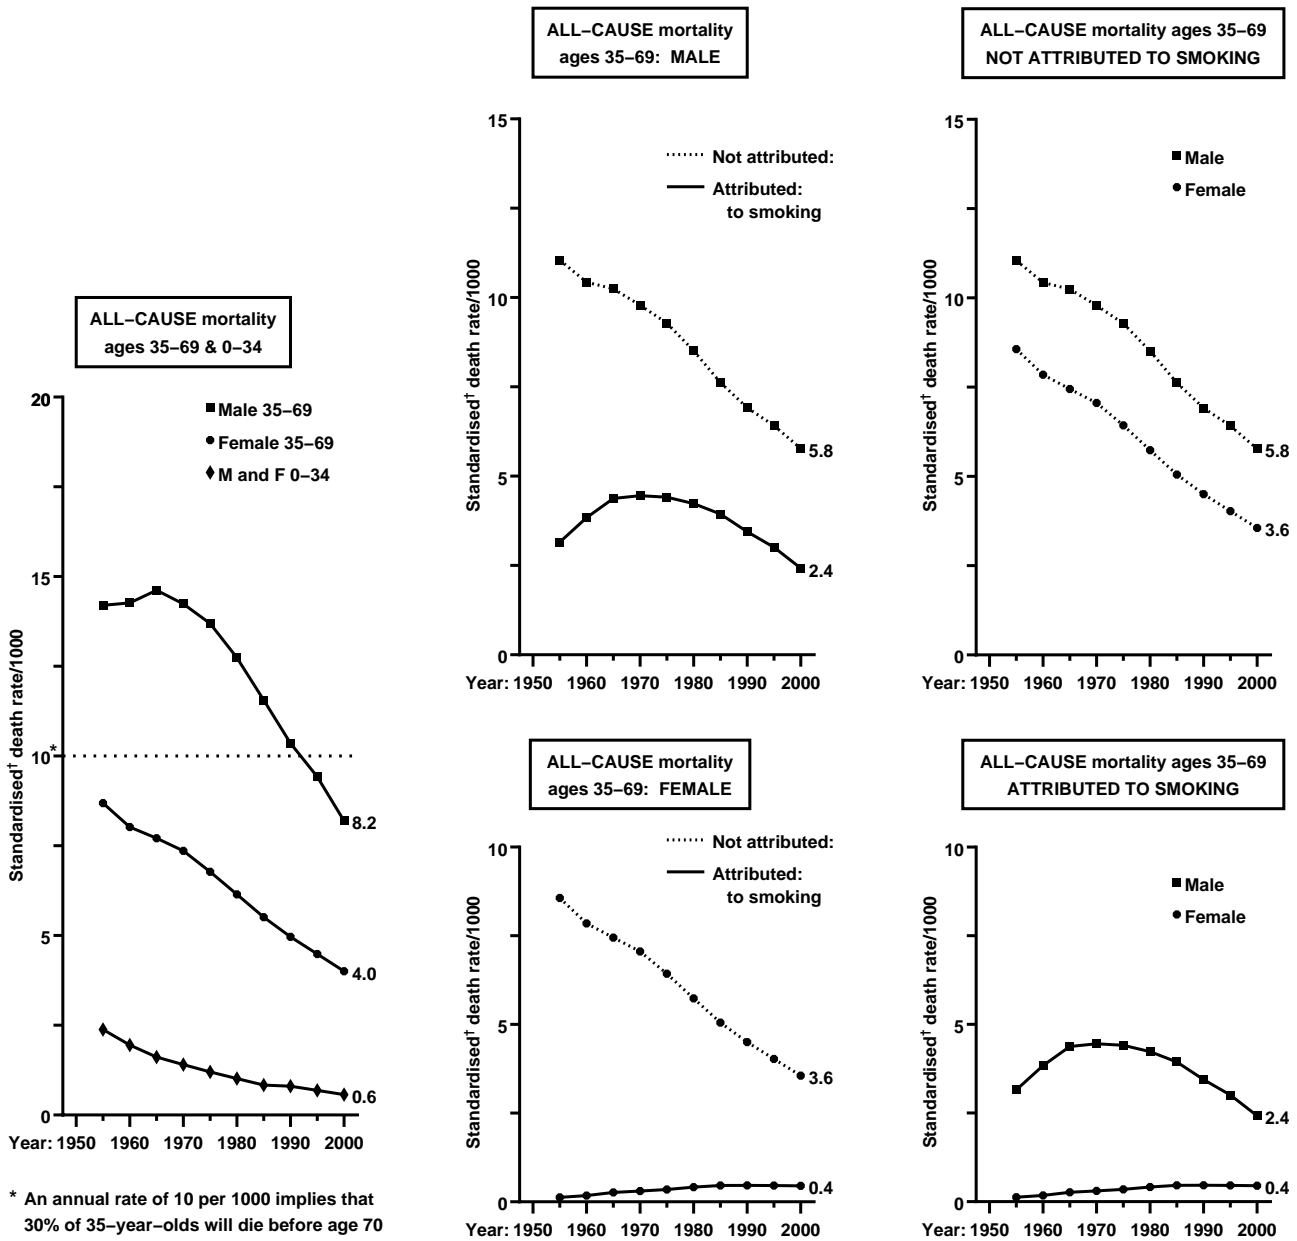 ALL−CAUSE mortality
ages 35−69 & 0−34
20
15
10*
5
0
Standardised† death rate/1000
Male 35−69
Female 35−69
M and F 0−34
8.2
4.0
0.6
Year: 1950 1960 1970 1980 1990 2000
* An annual rate of 10 per 1000 implies that
30% of 35−year−olds will die before age 70
ALL−CAUSE mortality
ages 35−69: MALE
15
10
5
0
Standardised† death rate/1000
Not attributed:
Attributed:
to smoking
5.8
2.4
Year: 1950 1960 1970 1980 1990 2000
ALL−CAUSE mortality ages 35−69
NOT ATTRIBUTED TO SMOKING
15
10
5
0
Standardised† death rate/1000
Male
Female
5.8
3.6
Year: 1950 1960 1970 1980 1990 2000
ALL−CAUSE mortality
ages 35−69: FEMALE
10
5
0
Standardised† death rate/1000
Not attributed:
Attributed:
to smoking
3.6
0.4
Year: 1950 1960 1970 1980 1990 2000
ALL−CAUSE mortality ages 35−69
ATTRIBUTED TO SMOKING
10
5
0
Standardised† death rate/1000
Male
Female
2.4
0.4
Year: 1950 1960 1970 1980 1990 2000